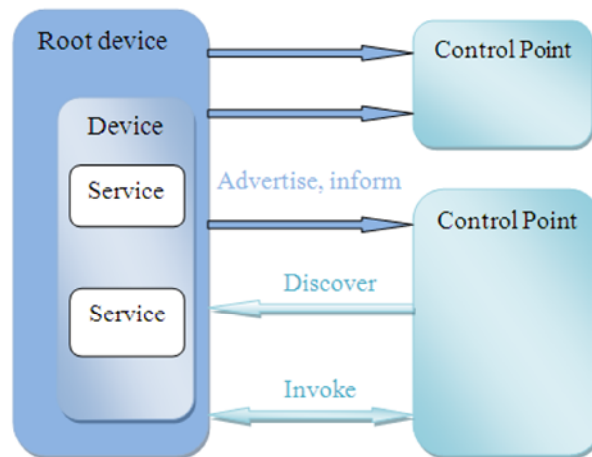 Root device
Control Point
Device
Service
Advertise, inform
Control Point
Discover
Service
Invoke